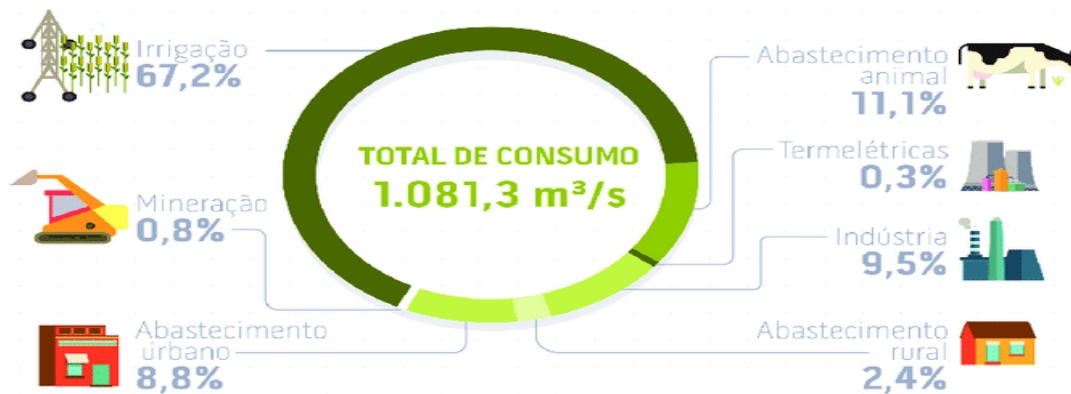 Irrigação
67,2%
Mineração
0,8%
Abastecimento
urbano
8,8%
TOTAL DE CONSUMO
1.081,3 m³/s
Abastecimento
animal
11,1%
Termelétricas
0,3%
Indústria
9,5%
Abastecimento
rural
2,4%